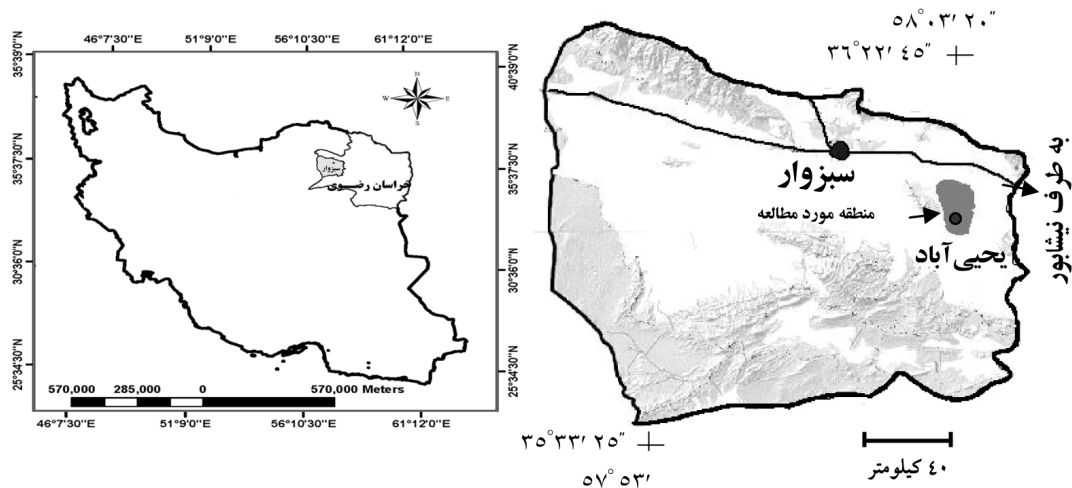 46°7'30"E
51°9'0"E
56°10'30"E
61°12'0"E
35°39'0"N
35°37'30"N
30°36'0"N
25°34'30"N
40°39'0"N
35°37'30"N
30°36'0"N
25°34'30"N
N
W
E
S
سبزوار
خراسان رضوی
570,000
285,000
0
570,000 Meters
46°7'30"E
51°9'0"E
56°10'30"E
61°12'0"E
۵۸°۰۳′ ۲۰″
۳۶°۲۲′ ٤۵″
سبزوار
منطقه مورد مطالعه
یحیی‌آباد
به طرف نیشابور
۳۵°۳۳′ ۲۵″
۵۷° ۵۳′
٤۰ کیلومتر